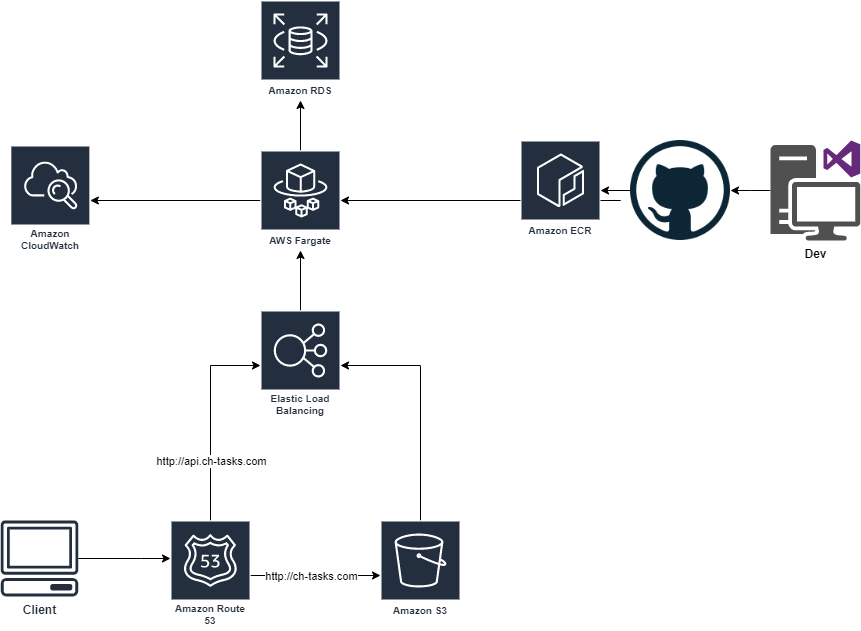 Amazon RDS
Amazon
CloudWatch
AWS Fargate
Amazon ECR
Dev
Elastic Load
Balancing
http://api.ch-tasks.com
53
http://ch-tasks.com
Client
Amazon Route
53
Amazon S3